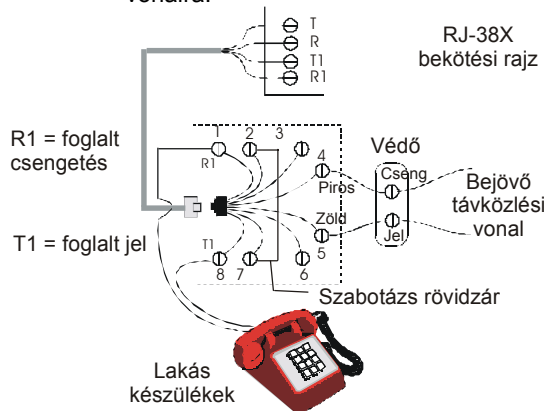 vonalra.
T
R
T1
R1
RJ-38X
bekötési rajz
R1 = foglalt
csengetés
1
2
3
R1
4
Piros
Védő
Cseng
Bejövő
távközlési
vonal
Zöld
5
Jel
T1 = foglalt jel
T1
8
7
6
Szabotázs rövidzár
Lakás
készülékek